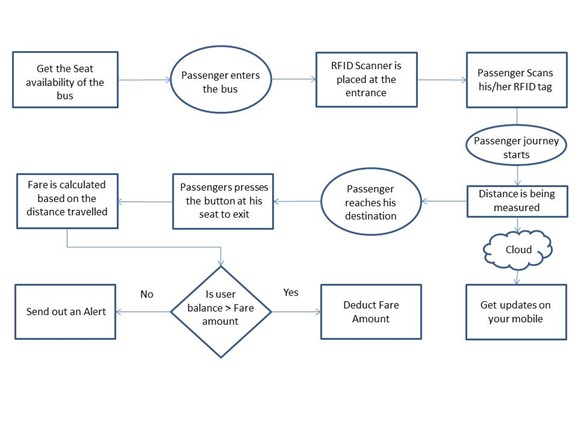 Get the Seat
availability of the
bus
Passenger enters
the bus
RFID Scanner is
placed at the
entrance
Passenger Scans
his/her RFID tag
Passenger journey
starts
Distance is being
measured
Passenger
reaches his
destination
Passengers presses
the button at his
seat to exit
Fare is calculated
based on the
distance travelled
Cloud
Get updates on
your mobile
Is user
balance > Fare
amount
No
Send out an Alert
Yes
Deduct Fare
Amount